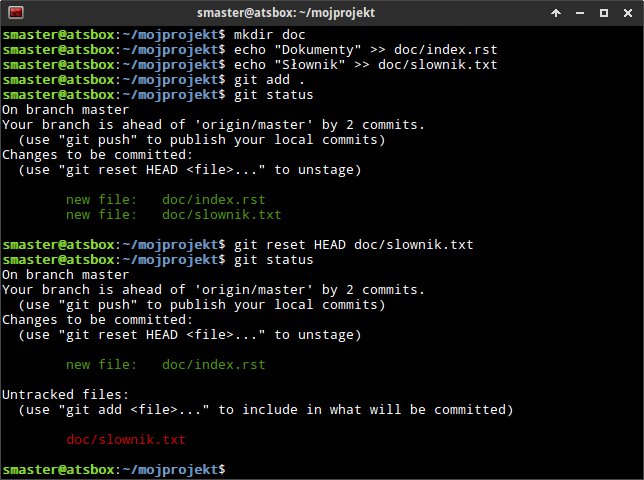 smaster@atsbox: ~/mojprojekt
smaster@atsbox:~/mojprojekt$ mkdir doc
smaster@atsbox:~/mojprojekt$ echo "Dokumenty" >> doc/index.rst
smaster@atsbox:~/mojprojekt$ echo "Słownik" >> doc/slownik.txt
smaster@atsbox:~/mojprojekt$ git add .
smaster@atsbox:~/mojprojekt$ git status
On branch master
Your branch is ahead of 'origin/master' by 2 commits.
  (use "git push" to publish your local commits)
Changes to be committed:
  (use "git reset HEAD <file>..." to unstage)
        new file:   doc/index.rst
        new file:   doc/slownik.txt
smaster@atsbox:~/mojprojekt$ git reset HEAD doc/slownik.txt
smaster@atsbox:~/mojprojekt$ git status
On branch master
Your branch is ahead of 'origin/master' by 2 commits.
  (use "git push" to publish your local commits)
Changes to be committed:
  (use "git reset HEAD <file>..." to unstage)
        new file:   doc/index.rst
Untracked files:
  (use "git add <file>..." to include in what will be committed)
        doc/slownik.txt
smaster@atsbox:~/mojprojekt$